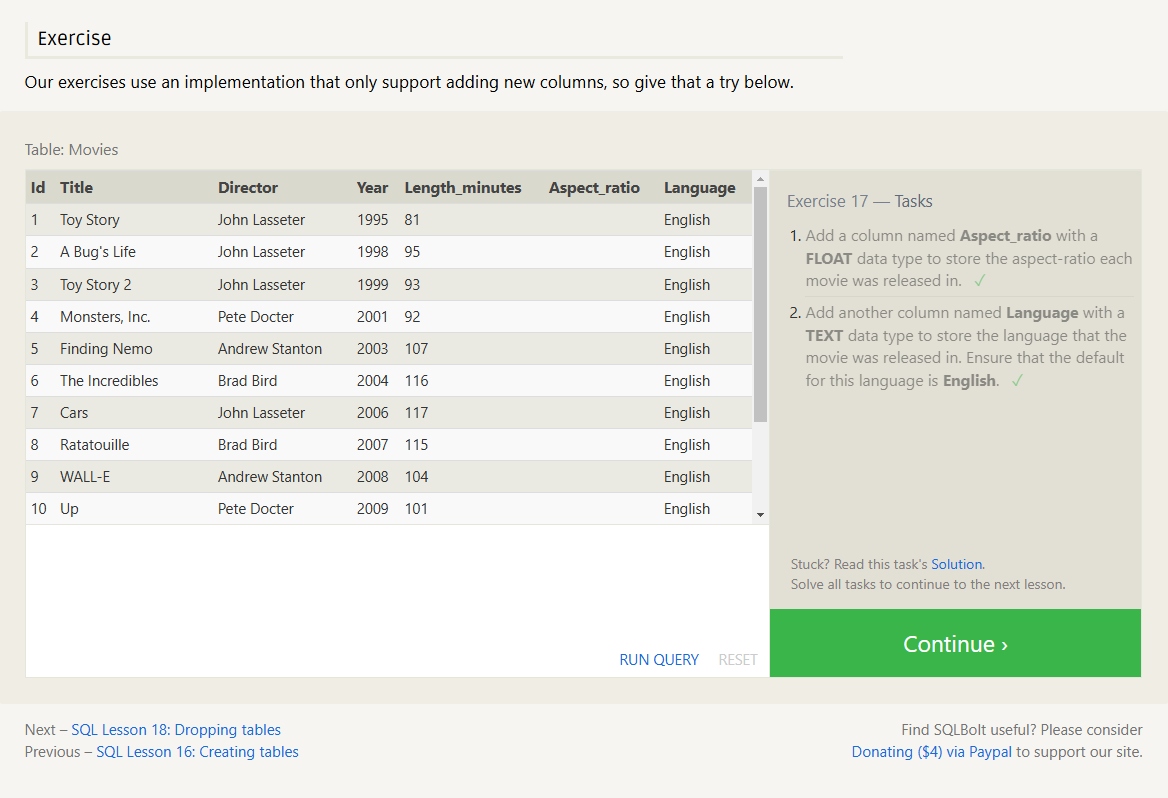 Exercise
Our exercises use an implementation that only support adding new columns, so give that a try below.
Table: Movies
Id Title Director Year Length_minutes Aspect_ratio Language
1 Toy Story John Lasseter 1995 81 English
2 A Bug's Life John Lasseter 1998 95 English
3 Toy Story 2 John Lasseter 1999 93 English
4 Monsters, Inc. Pete Docter 2001 92 English
5 Finding Nemo Andrew Stanton 2003 107 English
6 The Incredibles Brad Bird 2004 116 English
7 Cars John Lasseter 2006 117 English
8 Ratatouille Brad Bird 2007 115 English
9 WALL-E Andrew Stanton 2008 104 English
10 Up Pete Docter 2009 101 English
RUN QUERY RESET
Exercise 17 — Tasks
1. Add a column named Aspect_ratio with a
FLOAT data type to store the aspect-ratio each
movie was released in. ✓
2. Add another column named Language with a
TEXT data type to store the language that the
movie was released in. Ensure that the default
for this language is English. ✓
Stuck? Read this task's Solution.
Solve all tasks to continue to the next lesson.
Continue ›
Next – SQL Lesson 18: Dropping tables
Previous – SQL Lesson 16: Creating tables
Find SQLBolt useful? Please consider
Donating ($4) via Paypal to support our site.